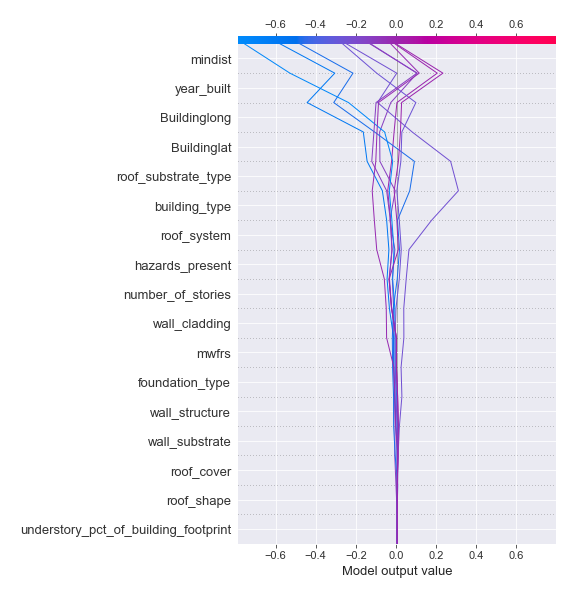 −0.6 −0.4 −0.2 0.0 0.2 0.4 0.6
mindist
year_built
Buildinglong
Buildinglat
roof_substrate_type
building_type
roof_system
hazards_present
number_of_stories
wall_cladding
mwfrs
foundation_type
wall_structure
wall_substrate
roof_cover
roof_shape
understory_pct_of_building_footprint
−0.6 −0.4 −0.2 0.0 0.2 0.4 0.6
Model output value